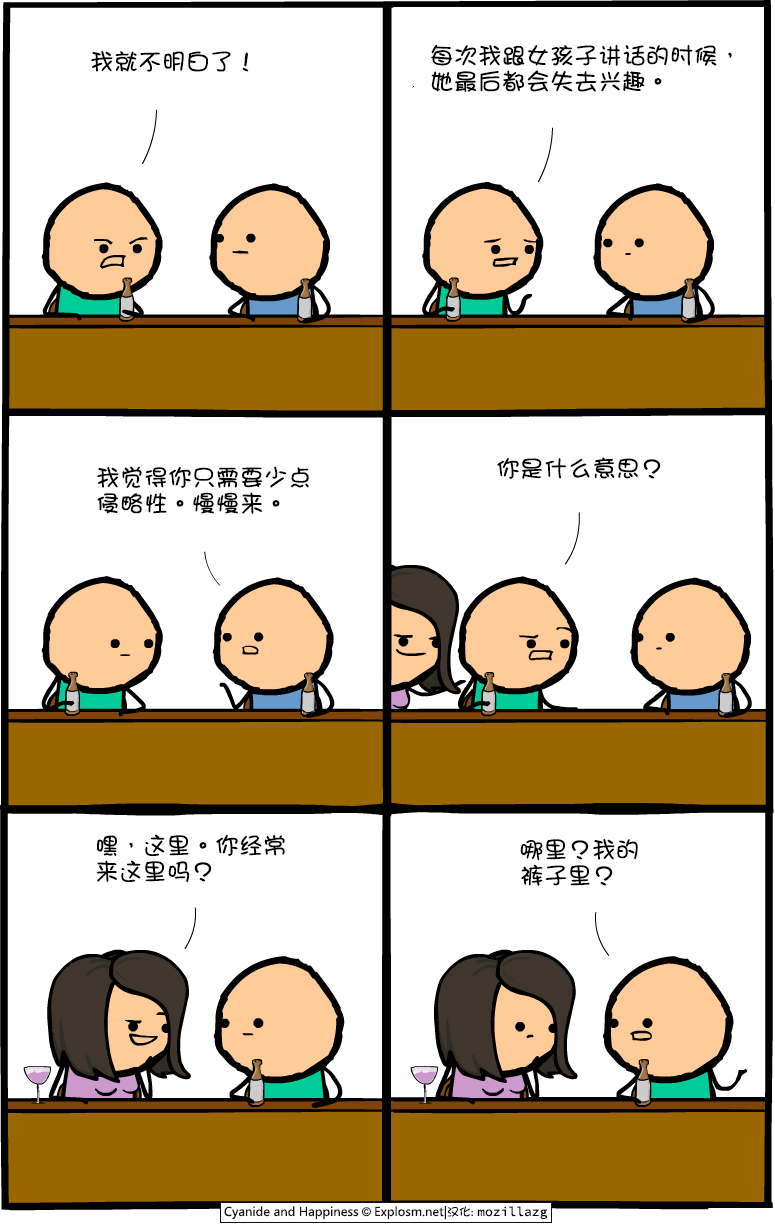 我就不明白了！
每次我跟女孩子讲话的时候，
她最后都会失去兴趣。
我觉得你只需要少点
侵略性。慢慢来。
你是什么意思？
嘿，这里。你经常
来这里吗？
哪里？我的
裤子里？
Cyanide and Happiness © Explosm.net|汉化: mozillazg